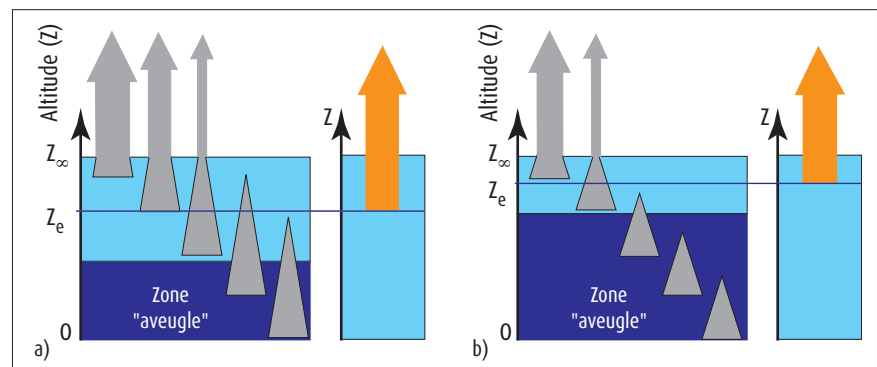 Altitude (Z)
Z∞
Ze
0
Zone
"aveugle"
a)
Z
Altitude (Z)
Z∞
Ze
0
Zone
"aveugle"
b)
Z